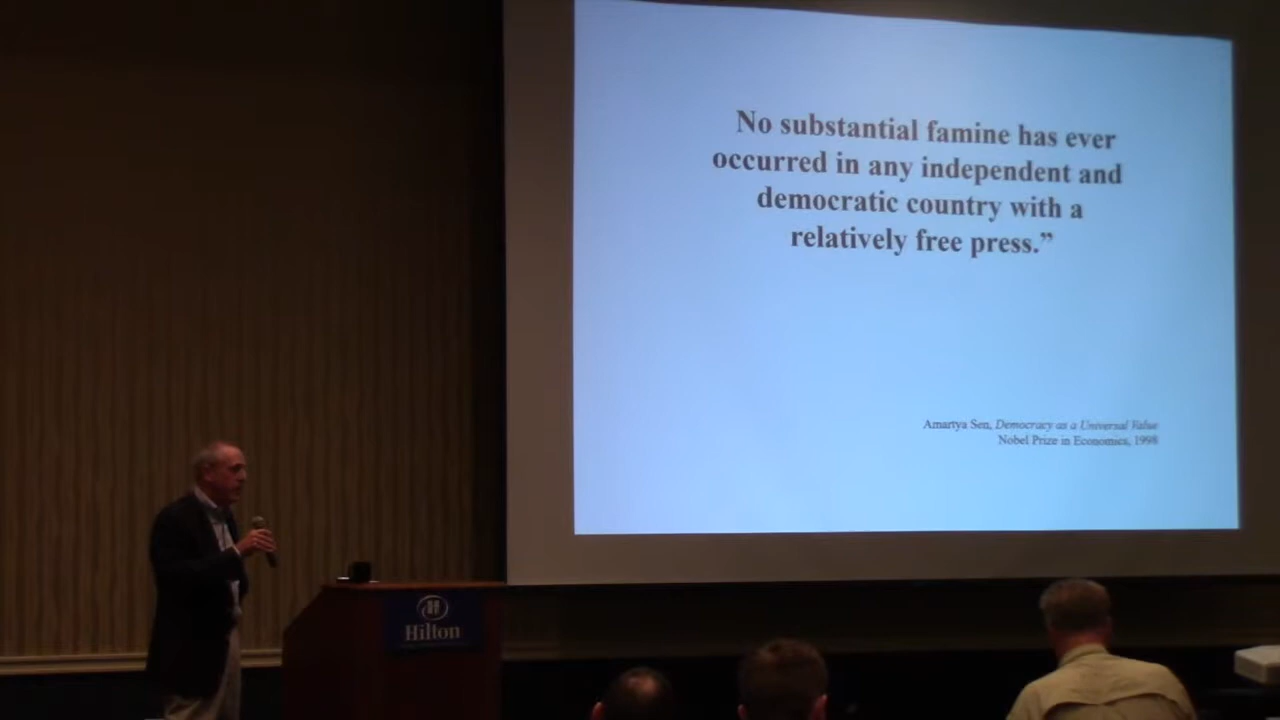 No substantial famine has ever
occurred in any independent and
democratic country with a
relatively free press.”
Amartya Sen, Democracy as a Universal Value
Nobel Prize in Economics, 1998
Hilton